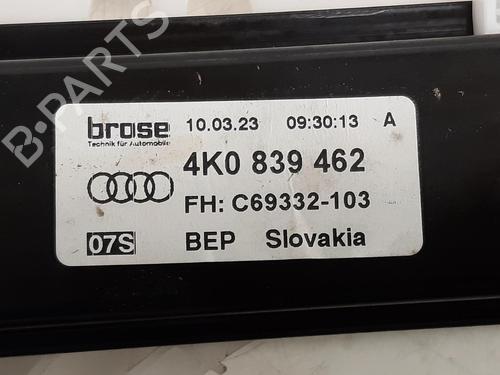 brose 10.03.23 09:30:13 A
Technik für Automobile
4K0 839 462
FH: C69332-103
07S BEP Slovakia
B-PARTS